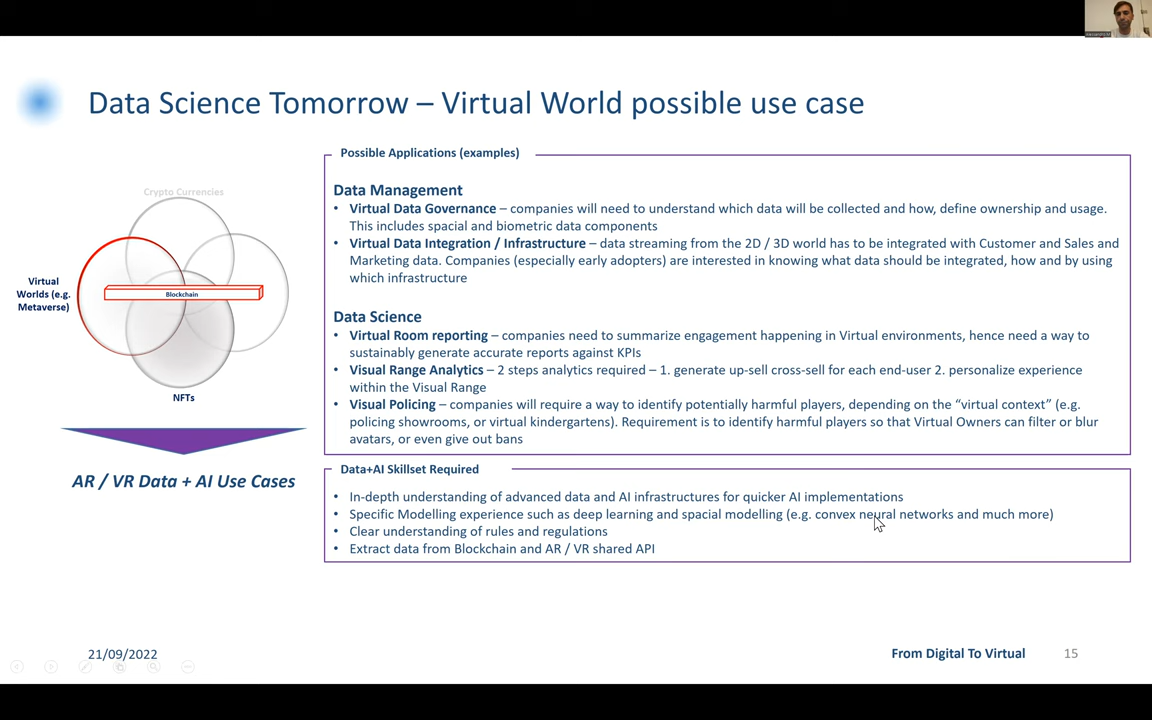 Data Science Tomorrow – Virtual World possible use case
Crypto Currencies
Virtual
Worlds (e.g.
Metaverse)
Blockchain
NFTs
AR / VR Data + AI Use Cases
Possible Applications (examples)
Data Management
• Virtual Data Governance – companies will need to understand which data will be collected and how, define ownership and usage.
This includes spacial and biometric data components
• Virtual Data Integration / Infrastructure – data streaming from the 2D / 3D world has to be integrated with Customer and Sales and
Marketing data. Companies (especially early adopters) are interested in knowing what data should be integrated, how and by using
which infrastructure
Data Science
• Virtual Room reporting – companies need to summarize engagement happening in Virtual environments, hence need a way to
sustainably generate accurate reports against KPIs
• Visual Range Analytics – 2 steps analytics required – 1. generate up-sell cross-sell for each end-user 2. personalize experience
within the Visual Range
• Visual Policing – companies will require a way to identify potentially harmful players, depending on the “virtual context” (e.g.
policing showrooms, or virtual kindergartens). Requirement is to identify harmful players so that Virtual Owners can filter or blur
avatars, or even give out bans
Data+AI Skillset Required
• In-depth understanding of advanced data and AI infrastructures for quicker AI implementations
• Specific Modelling experience such as deep learning and spacial modelling (e.g. convex neural networks and much more)
• Clear understanding of rules and regulations
• Extract data from Blockchain and AR / VR shared API
21/09/2022
From Digital To Virtual
15